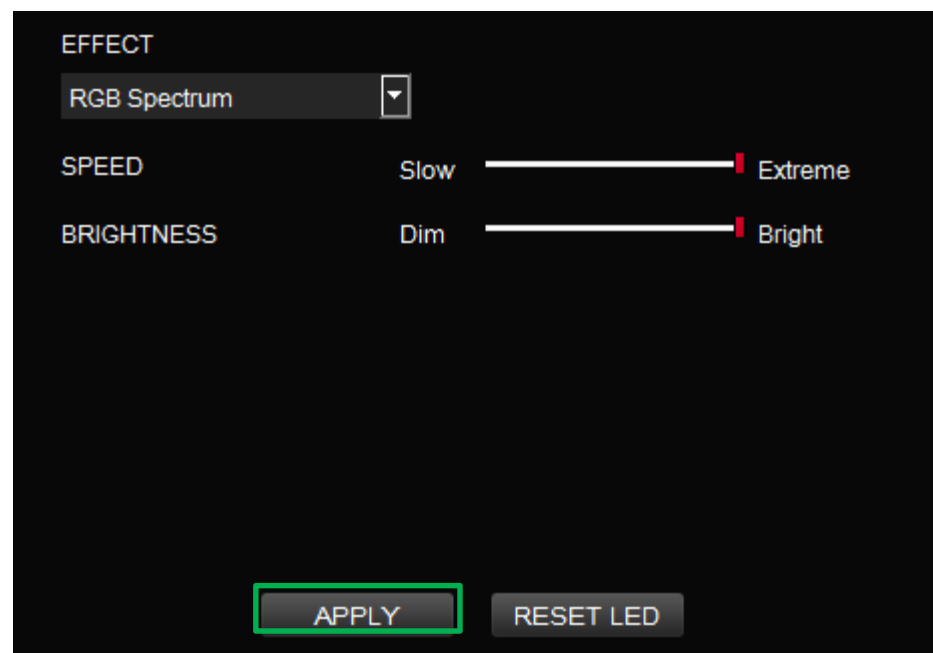 EFFECT
RGB Spectrum
SPEED Slow Extreme
BRIGHTNESS Dim Bright
APPLY RESET LED